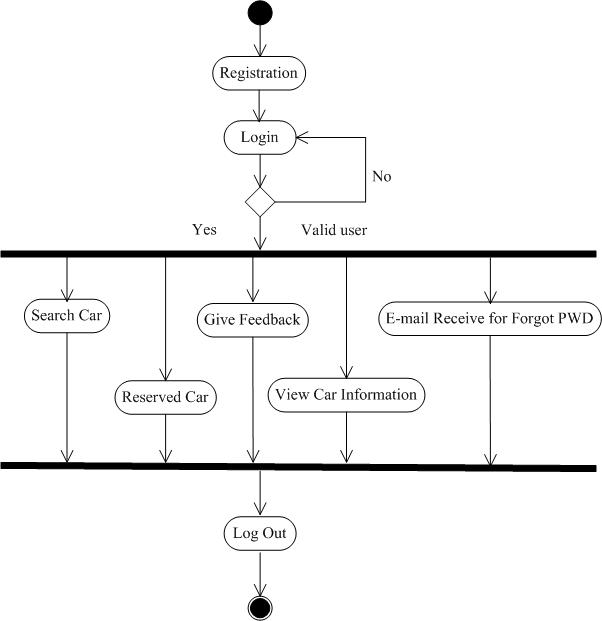 Registration
Login
No
Yes
Valid user
Search Car
Give Feedback
E-mail Receive for Forgot PWD
Reserved Car
View Car Information
Log Out